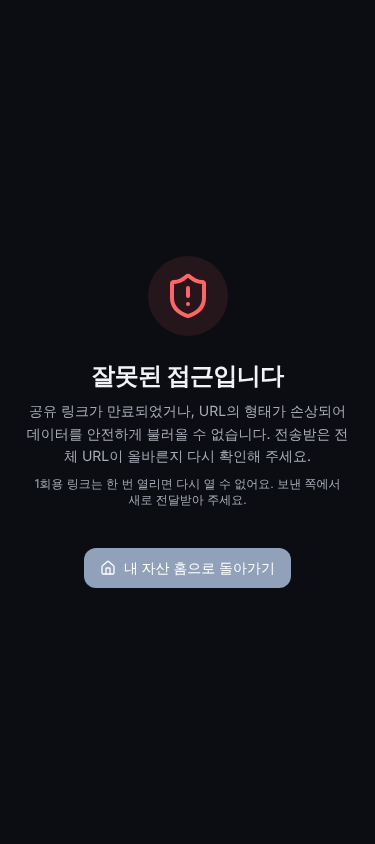 잘못된 접근입니다
공유 링크가 만료되었거나, URL의 형태가 손상되어
데이터를 안전하게 불러올 수 없습니다. 전송받은 전
체 URL이 올바른지 다시 확인해 주세요.
1회용 링크는 한 번 열리면 다시 열 수 없어요. 보낸 쪽에서
새로 전달받아 주세요.
내 자산 홈으로 돌아가기